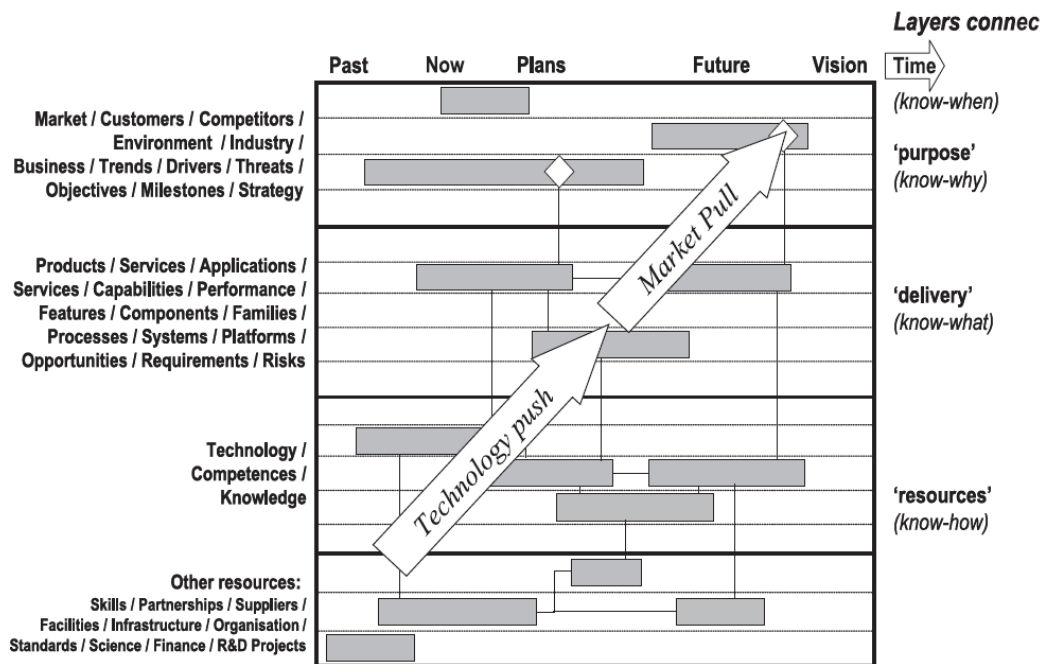 Layers connec
Past Now Plans Future Vision Time
(know-when)
Market / Customers / Competitors /
Environment / Industry /
Business / Trends / Drivers / Threats /
Objectives / Milestones / Strategy
'purpose'
(know-why)
Market Pull
Products / Services / Applications /
Services / Capabilities / Performance /
Features / Components / Families /
Processes / Systems / Platforms /
Opportunities / Requirements / Risks
'delivery'
(know-what)
Technology push
Technology /
Competences /
Knowledge
'resources'
(know-how)
Other resources:
Skills / Partnerships / Suppliers /
Facilities / Infrastructure / Organisation /
Standards / Science / Finance / R&D Projects